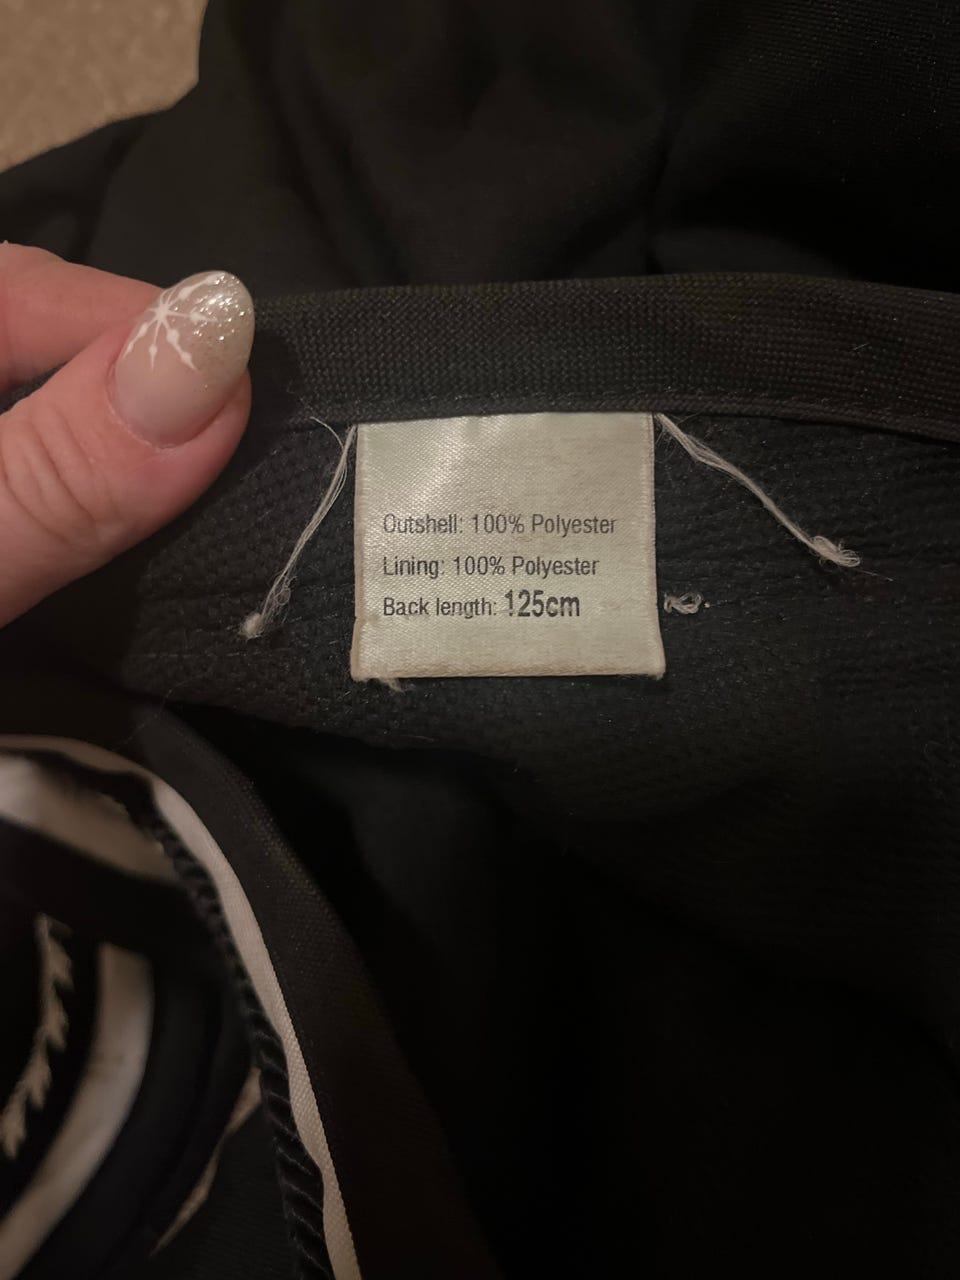 Outshell: 100% Polyester
Lining: 100% Polyester
Back length: 125cm